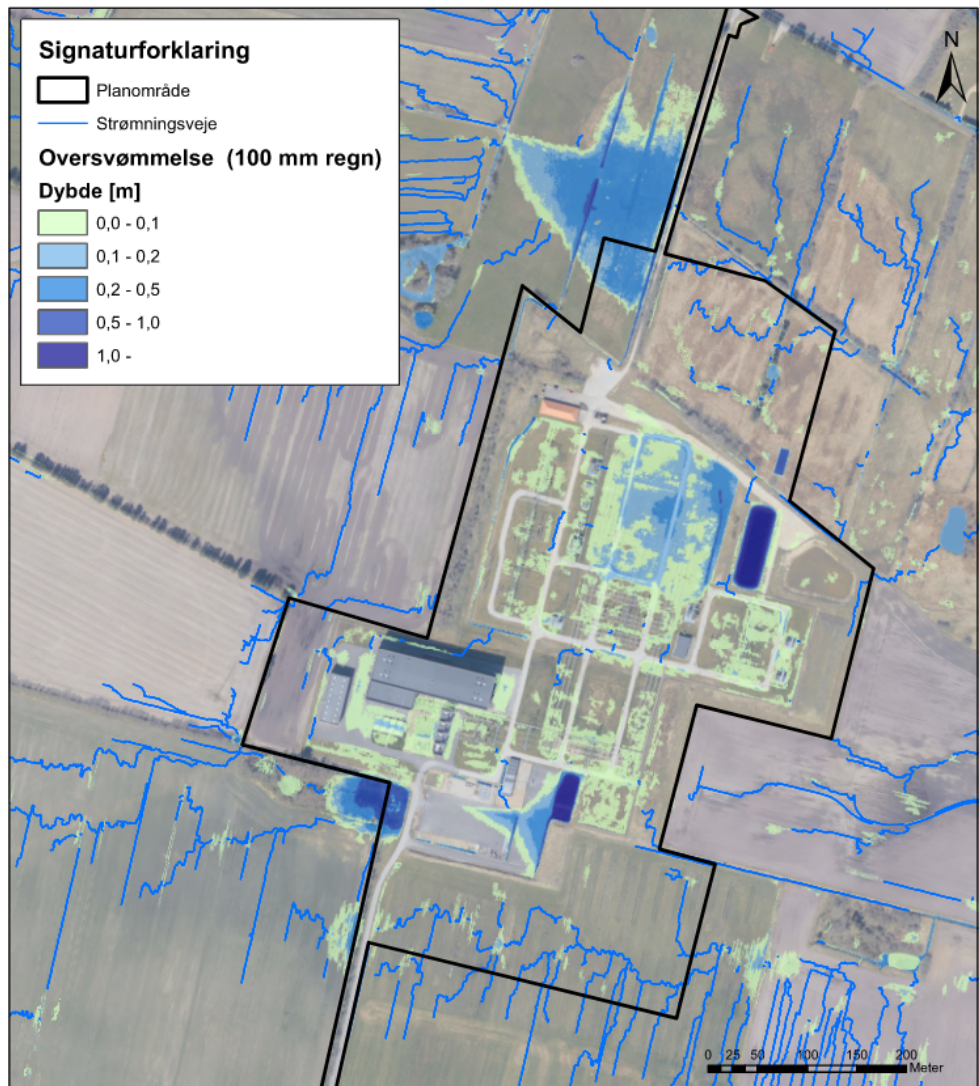 Signaturforklaring
Planområde
Strømningsveje
Oversvømmelse (100 mm regn)
Dybde [m]
0,0 - 0,1
0,1 - 0,2
0,2 - 0,5
0,5 - 1,0
1,0 -
N
0 25 50 100 150 200
Meter